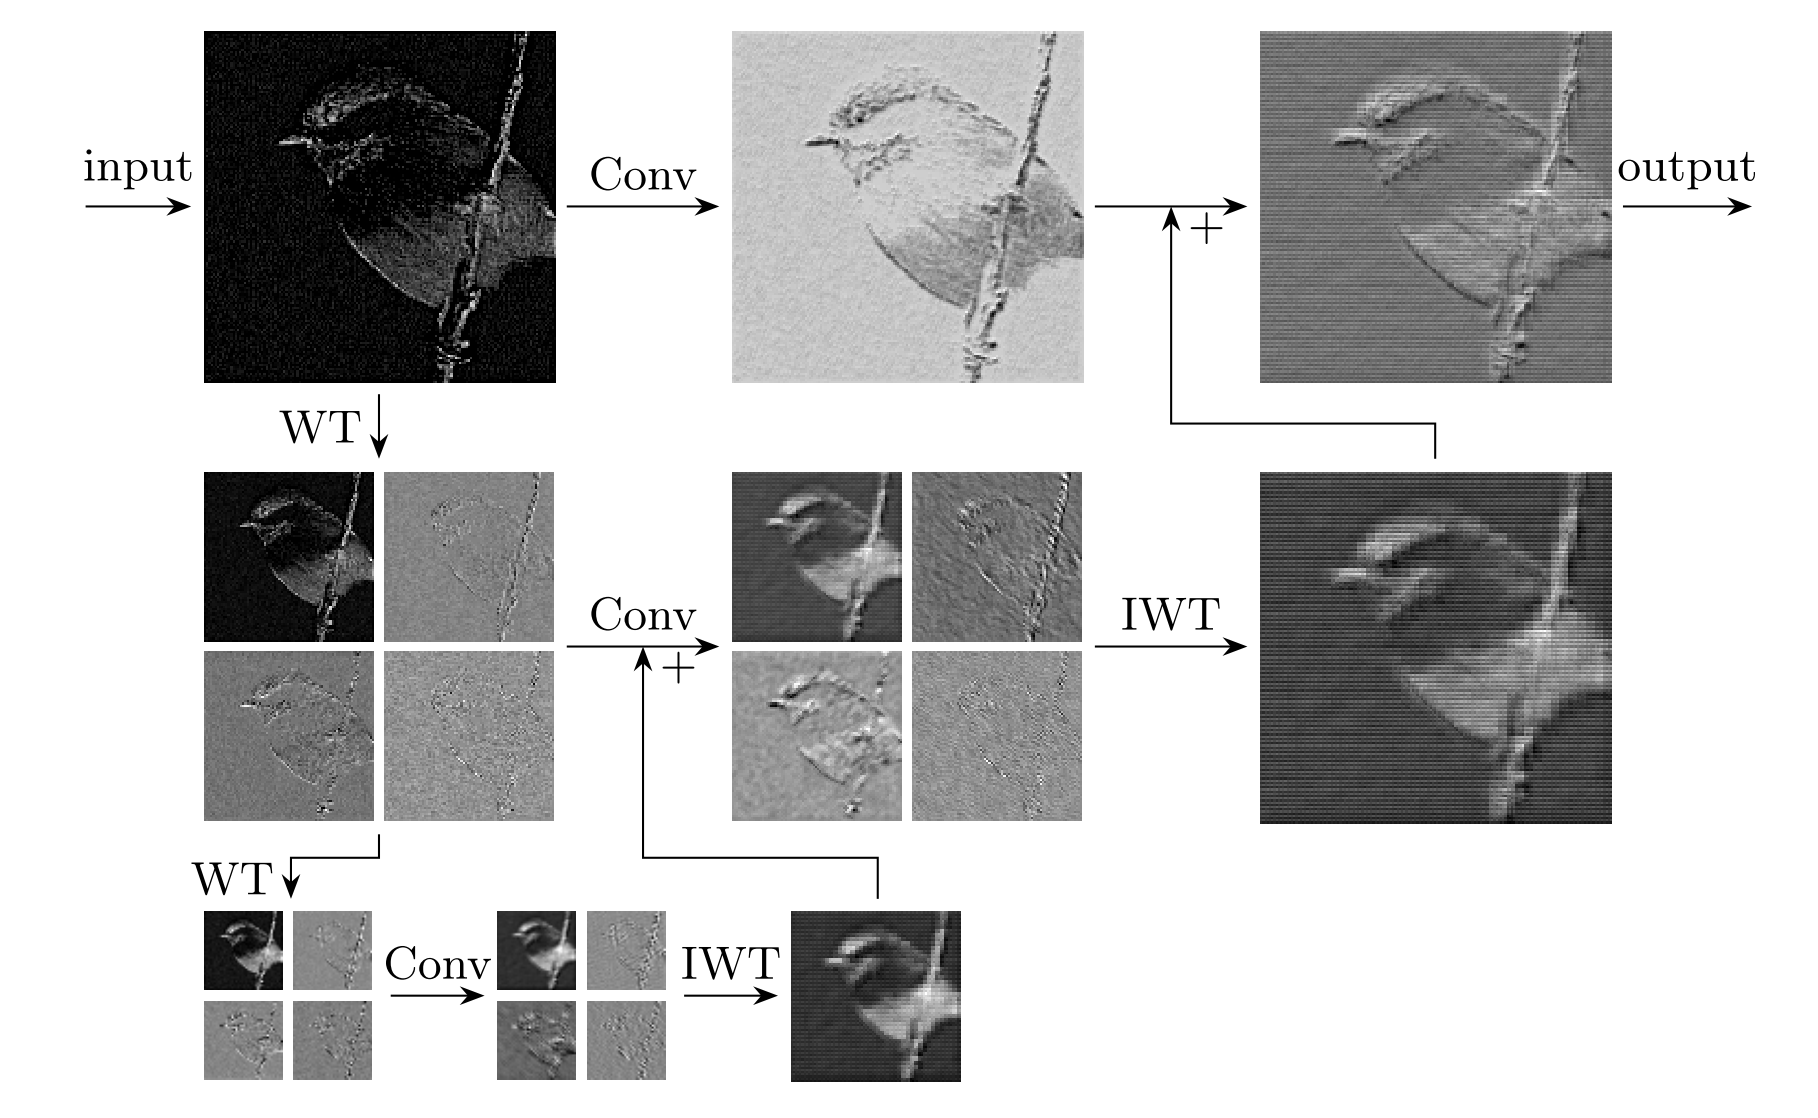 input
Conv
+
output
WT
Conv
+
IWT
WT
Conv
IWT